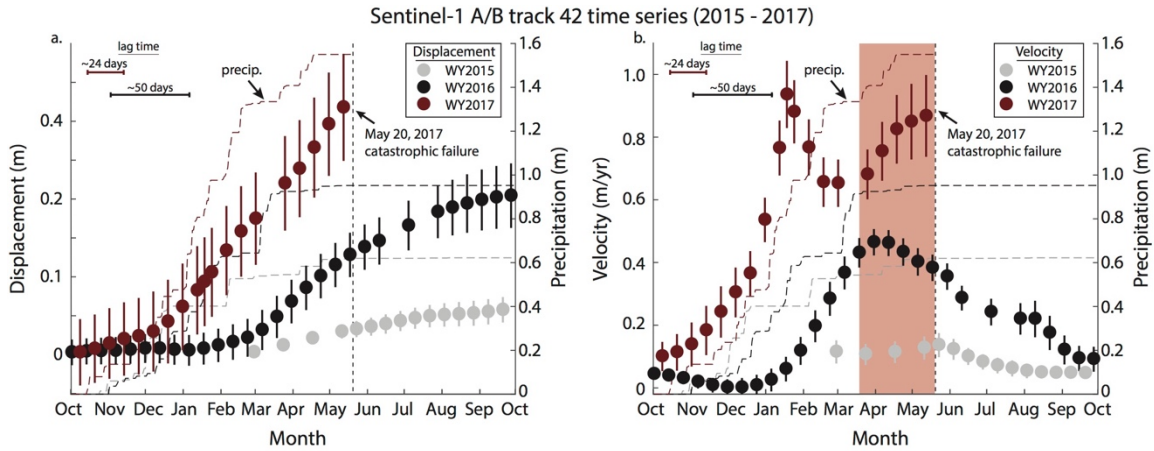 Sentinel-1 A/B track 42 time series (2015 - 2017)
a.
lag time
~24 days
~50 days
precip.
Displacement
WY2015
WY2016
WY2017
May 20, 2017
catastrophic failure
Displacement (m)
0.4
0.2
0.1
0
Precipitation (m)
1.6
1.4
1.2
1.0
0.8
0.6
0.4
0.2
0
Oct Nov Dec Jan Feb Mar Apr May Jun Jul Aug Sep Oct
Month
b.
lag time
~24 days
~50 days
precip.
Velocity
WY2015
WY2016
WY2017
May 20, 2017
catastrophic failure
Velocity (m/yr)
1.0
0.8
0.6
0.4
0.2
0
Precipitation (m)
1.6
1.4
1.2
1.0
0.8
0.6
0.4
0.2
0
Oct Nov Dec Jan Feb Mar Apr May Jun Jul Aug Sep Oct
Month